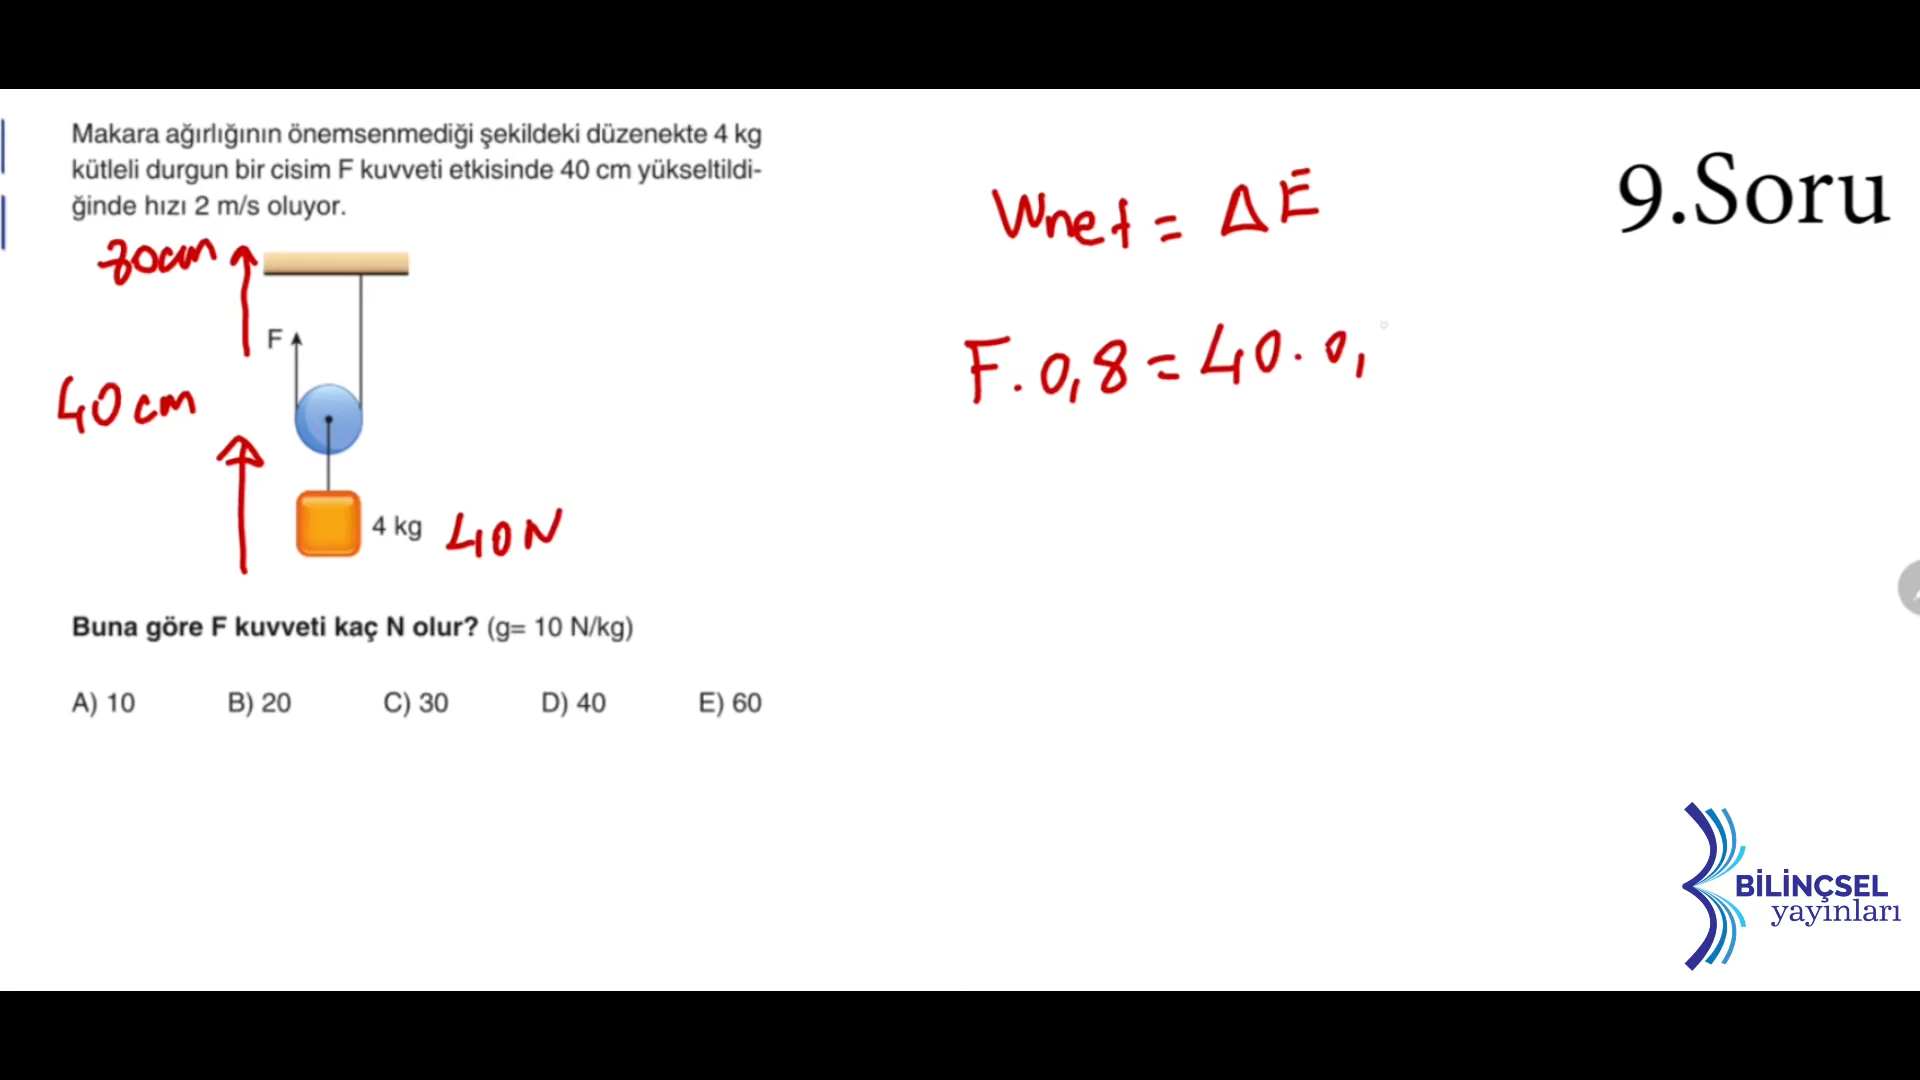 Makara ağırlığının önemsenmediği şekildeki düzenekte 4 kg
kütleli durgun bir cisim F kuvveti etkisinde 40 cm yükseltildi-
ğinde hızı 2 m/s oluyor.
80cm
F
40 cm
4 kg 40N
Buna göre F kuvveti kaç N olur? (g= 10 N/kg)
A) 10 B) 20 C) 30 D) 40 E) 60
Wnet = ΔE
F. 0,8 = 40. 0,
9.Soru
BİLİNÇSEL
yayınları